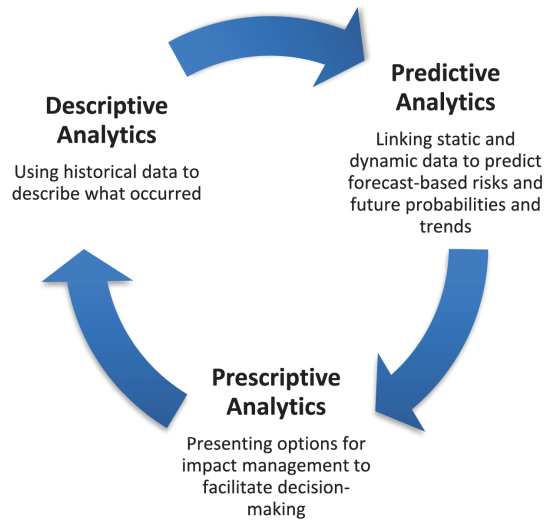 Descriptive
Analytics
Using historical data to
describe what occurred
Predictive
Analytics
Linking static and
dynamic data to predict
forecast-based risks and
future probabilities and
trends
Prescriptive
Analytics
Presenting options for
impact management to
facilitate decision-
making